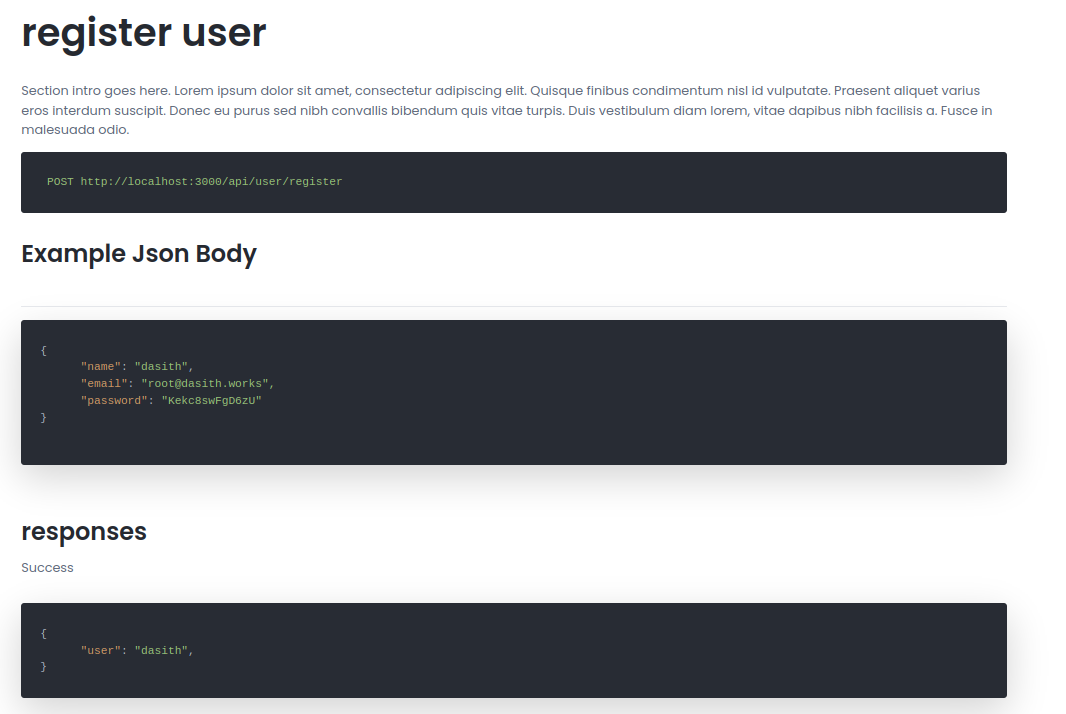 register user
Section intro goes here. Lorem ipsum dolor sit amet, consectetur adipiscing elit. Quisque finibus condimentum nisl id vulputate. Praesent aliquet varius
eros interdum suscipit. Donec eu purus sed nibh convallis bibendum quis vitae turpis. Duis vestibulum diam lorem, vitae dapibus nibh facilisis a. Fusce in
malesuada odio.
POST http://localhost:3000/api/user/register
Example Json Body
{
"name": "dasith",
"email": "root@dasith.works",
"password": "Kekc8swFgD6zU"
}
responses
Success
{
"user": "dasith",
}